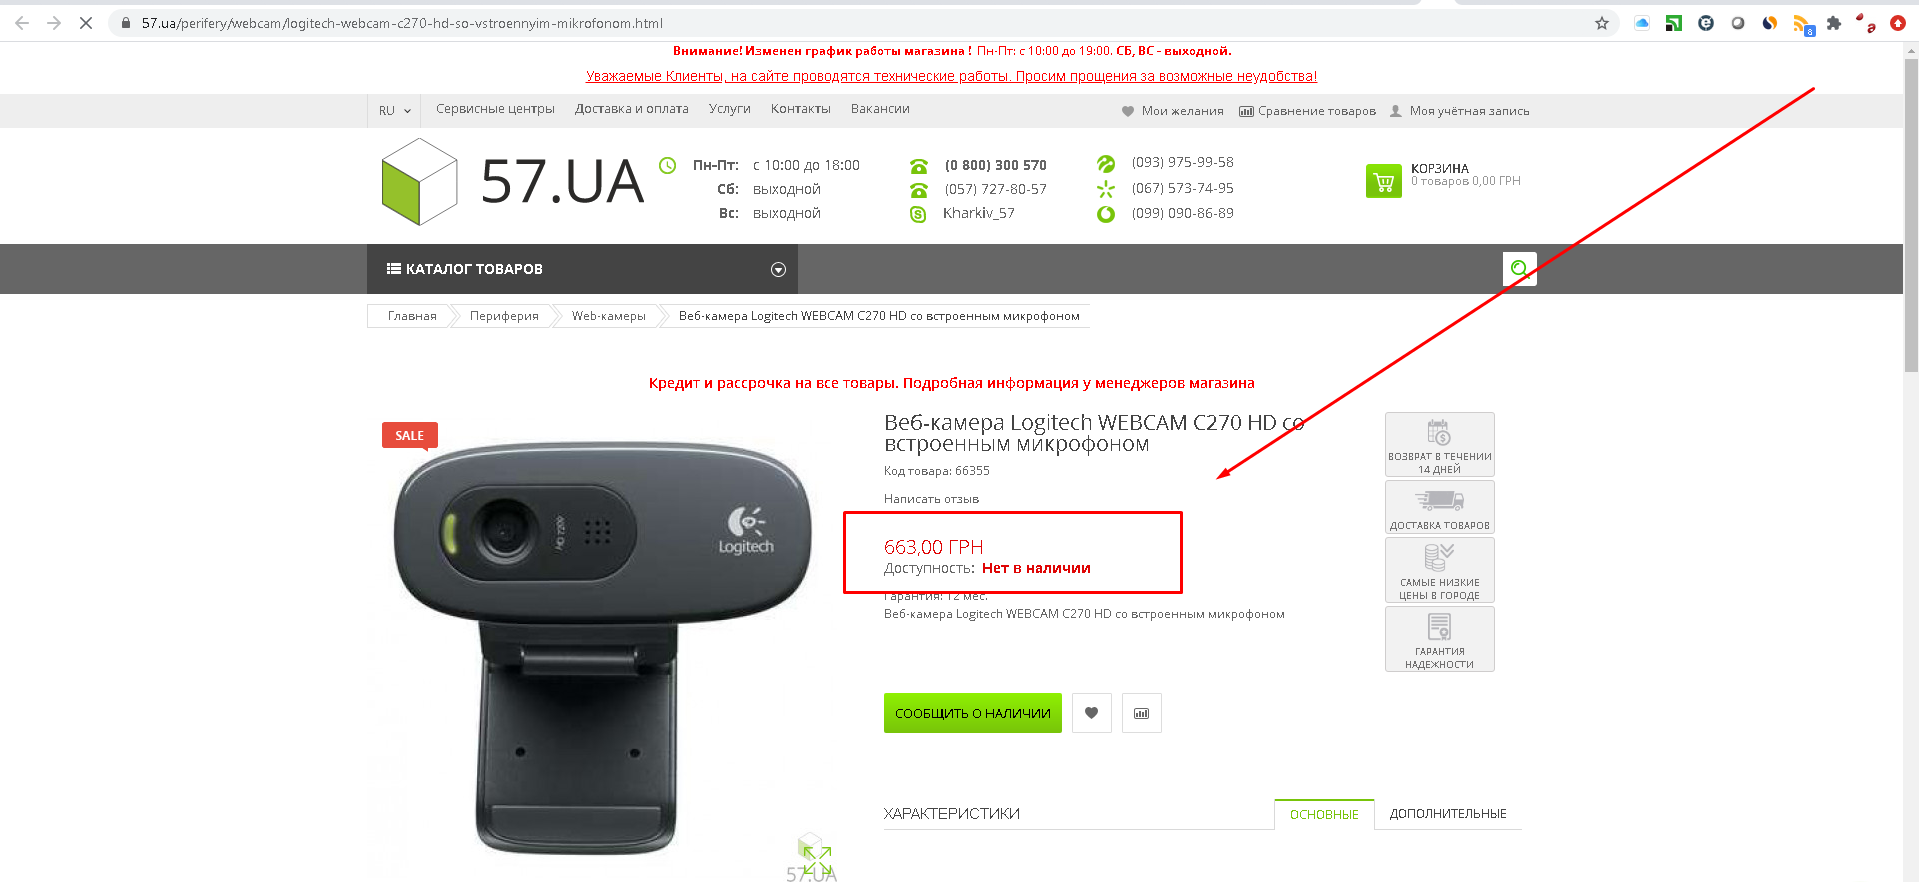 57.ua/perifery/webcam/logitech-webcam-c270-hd-so-vstroennyim-mikrofonom.html
8
Внимание! Изменен график работы магазина ! Пн-Пт: с 10:00 до 19:00. СБ, ВС - выходной.
Уважаемые Клиенты, на сайте проводятся технические работы. Просим прощения за возможные неудобства!
RU Сервисные центры Доставка и оплата Услуги Контакты Вакансии Мои желания Сравнение товаров Моя учётная запись
57.UA
Пн-Пт: с 10:00 до 18:00
Сб: выходной
Вс: выходной
(0 800) 300 570
(057) 727-80-57
Kharkiv_57
(093) 975-99-58
(067) 573-74-95
(099) 090-86-89
КОРЗИНА
0 товаров 0,00 ГРН
КАТАЛОГ ТОВАРОВ
Главная Периферия Web-камеры Веб-камера Logitech WEBCAM C270 HD со встроенным микрофоном
Кредит и рассрочка на все товары. Подробная информация у менеджеров магазина
SALE
HD 720p
Logitech
57.UA
Веб-камера Logitech WEBCAM C270 HD со
встроенным микрофоном
Код товара: 66355
Написать отзыв
663,00 ГРН
Доступность: Нет в наличии
Гарантия: 12 мес.
Веб-камера Logitech WEBCAM C270 HD со встроенным микрофоном
СООБЩИТЬ О НАЛИЧИИ
ВОЗВРАТ В ТЕЧЕНИИ
14 ДНЕЙ
ДОСТАВКА ТОВАРОВ
САМЫЕ НИЗКИЕ
ЦЕНЫ В ГОРОДЕ
ГАРАНТИЯ
НАДЕЖНОСТИ
ХАРАКТЕРИСТИКИ ОСНОВНЫЕ ДОПОЛНИТЕЛЬНЫЕ